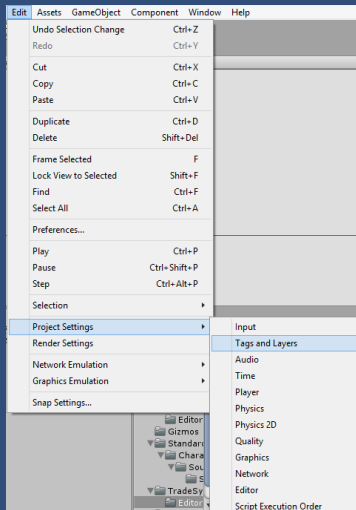 Edit Assets GameObject Component Window Help
Undo Selection Change Ctrl+Z
Redo Ctrl+Y
Cut Ctrl+X
Copy Ctrl+C
Paste Ctrl+V
Duplicate Ctrl+D
Delete Shift+Del
Frame Selected F
Lock View to Selected Shift+F
Find Ctrl+F
Select All Ctrl+A
Preferences...
Play Ctrl+P
Pause Ctrl+Shift+P
Step Ctrl+Alt+P
Selection
Project Settings
Render Settings
Network Emulation
Graphics Emulation
Snap Settings...
Input
Tags and Layers
Audio
Time
Player
Physics
Physics 2D
Quality
Graphics
Network
Editor
Script Execution Order
Editor
Gizmos
Standar
Chara
Sou
S
TradeSy
Editor